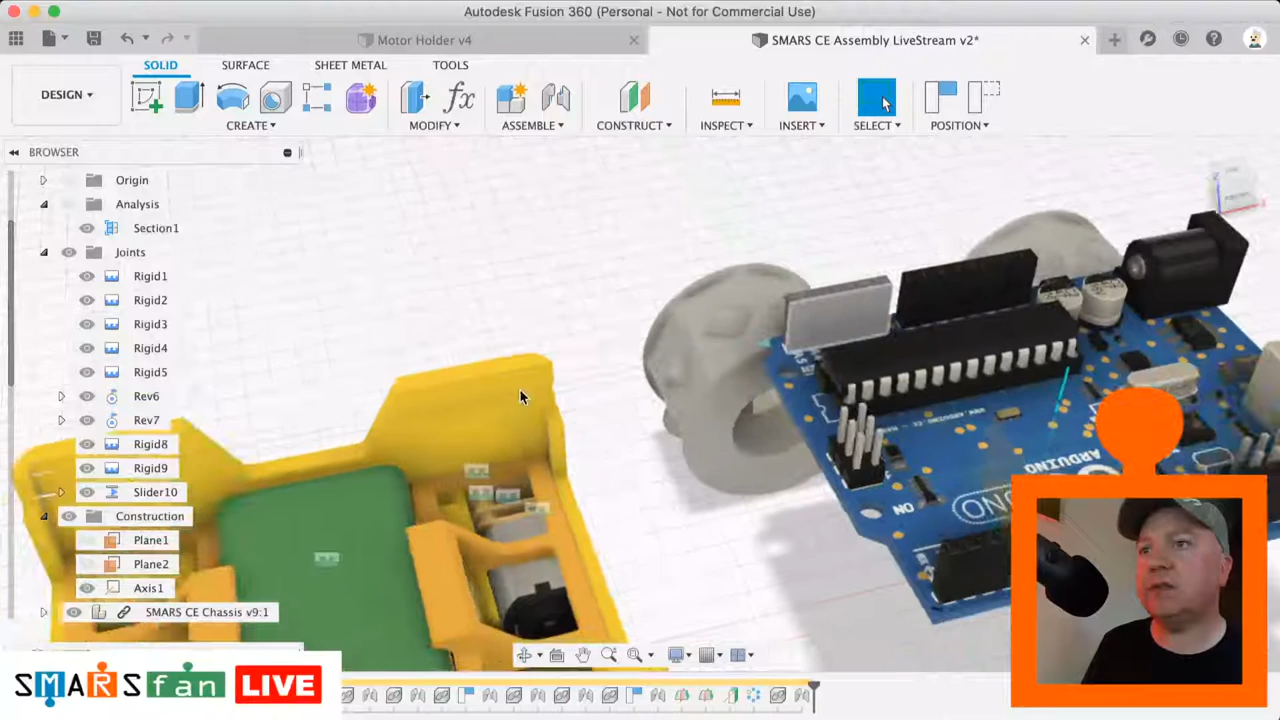 Autodesk Fusion 360 (Personal - Not for Commercial Use)
Motor Holder v4
SMARS CE Assembly LiveStream v2*
DESIGN
SOLID
SURFACE
SHEET METAL
TOOLS
CREATE
MODIFY
ASSEMBLE
CONSTRUCT
INSPECT
INSERT
SELECT
POSITION
BROWSER
Origin
Analysis
Section1
Joints
Rigid1
Rigid2
Rigid3
Rigid4
Rigid5
Rev6
Rev7
Rigid8
Rigid9
Slider10
Construction
Plane1
Plane2
Axis1
SMARS CE Chassis v9:1
ON
ARDUINO
UNO
SMARS fan LIVE